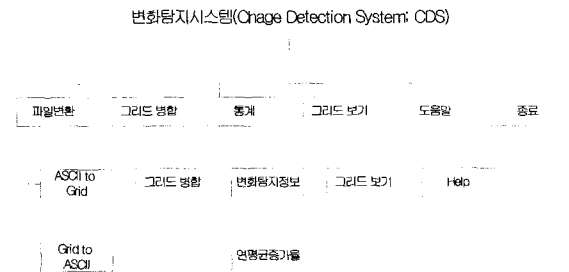 변화탐지시스템(Chage Detection System; CDS)
파일변환 그리드 병합 통계 그리드 보기 도움말 종료
ASCII to Grid 그리드 병합 변화탐지정보 그리드 보기 Help
Grid to ASCII 연평균증가율